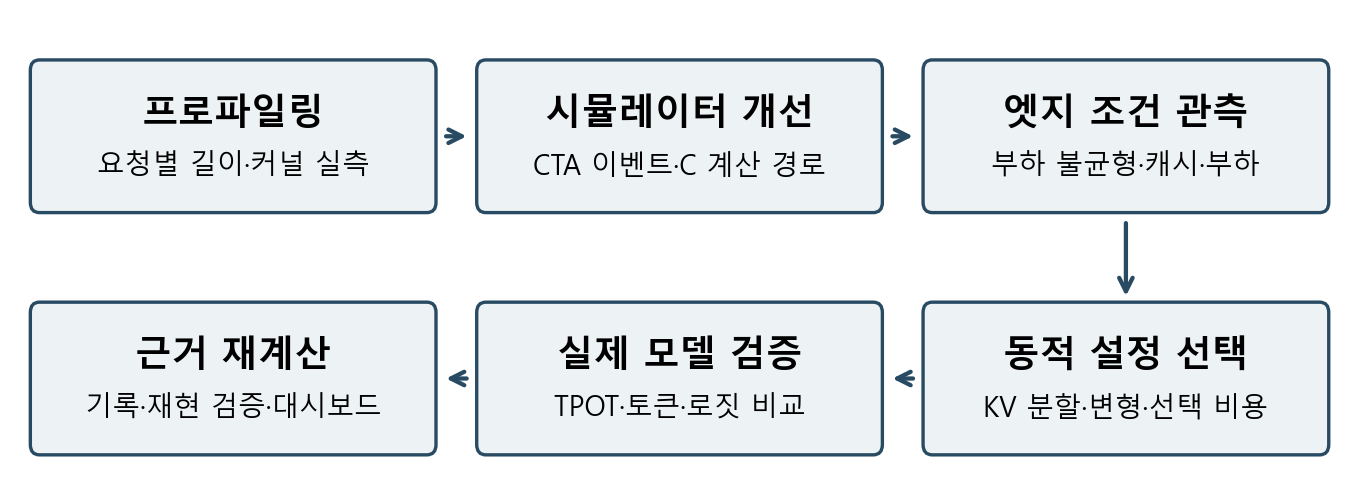 프로파일링
요청별 길이·커널 실측
시뮬레이터 개선
CTA 이벤트·C 계산 경로
엣지 조건 관측
부하 불균형·캐시·부하
동적 설정 선택
KV 분할·변형·선택 비용
실제 모델 검증
TPOT·토큰·로짓 비교
근거 재계산
기록·재현 검증·대시보드